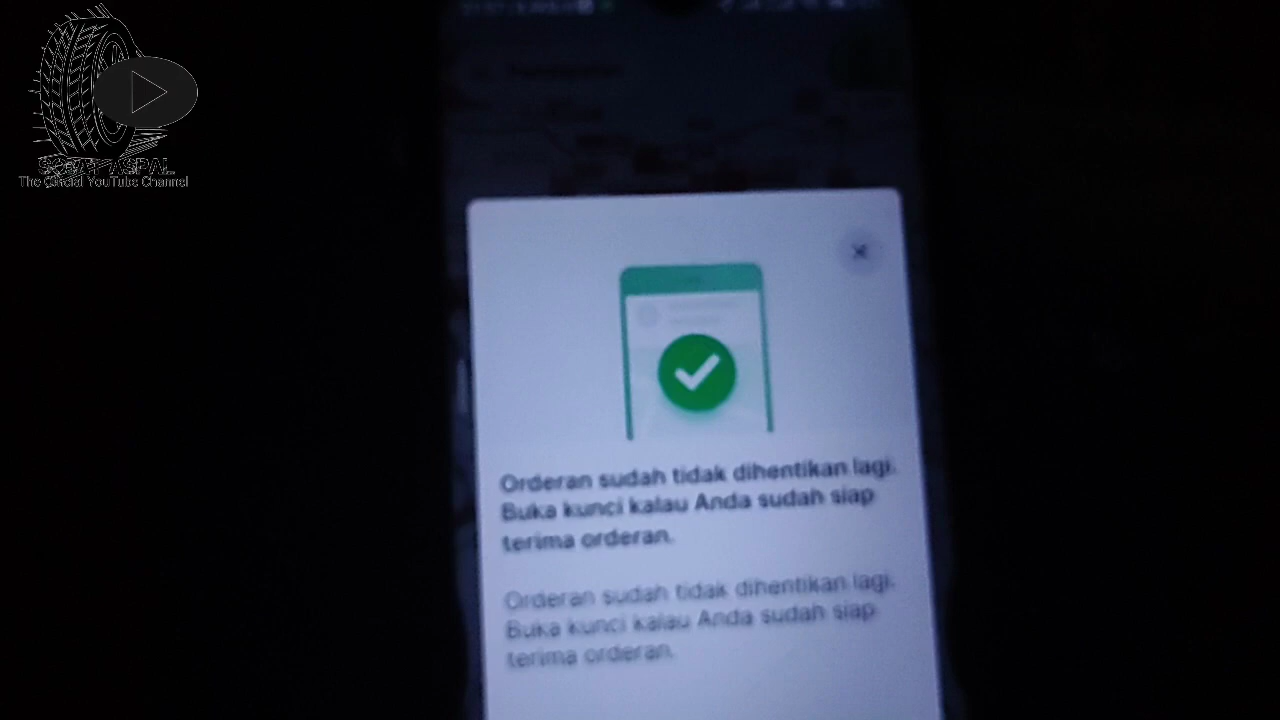 The Official YouTube Channel
Orderan sudah tidak dihentikan lagi.
Buka kunci kalau Anda sudah siap
terima orderan.
Orderan sudah tidak dihentikan lagi.
Buka kunci kalau Anda sudah siap
terima orderan.